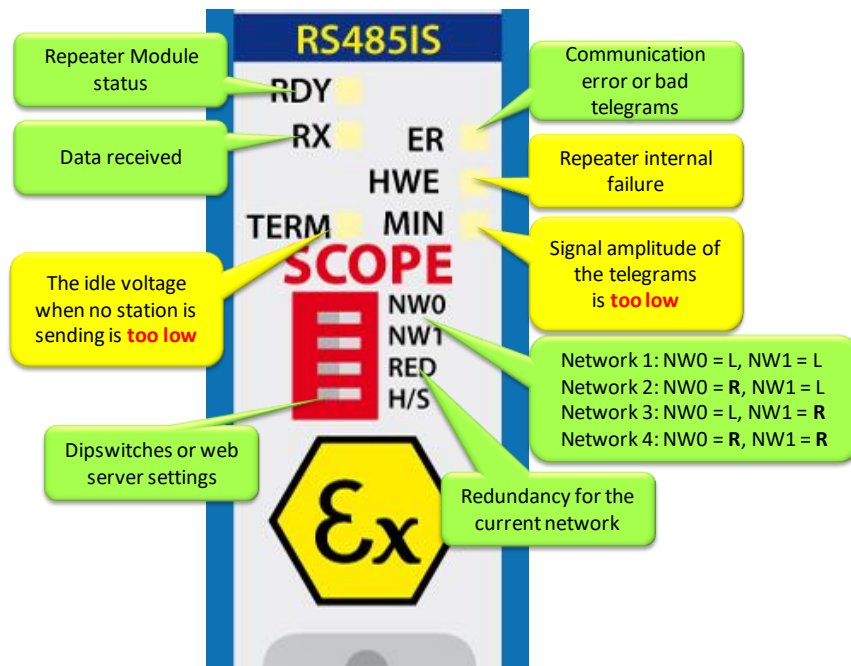 RS485IS
Repeater Module
status
RDY
Communication
error or bad
telegrams
Data received
RX
ER
Repeater internal
failure
HWE
TERM
MIN
SCOPE
The idle voltage
when no station is
sending is too low
Signal amplitude of
the telegrams
is too low
NW0
NW1
RED
H/S
Network 1: NW0 = L, NW1 = L
Network 2: NW0 = R, NW1 = L
Network 3: NW0 = L, NW1 = R
Network 4: NW0 = R, NW1 = R
Dipswitches or web
server settings
Redundancy for the
current network
Ex